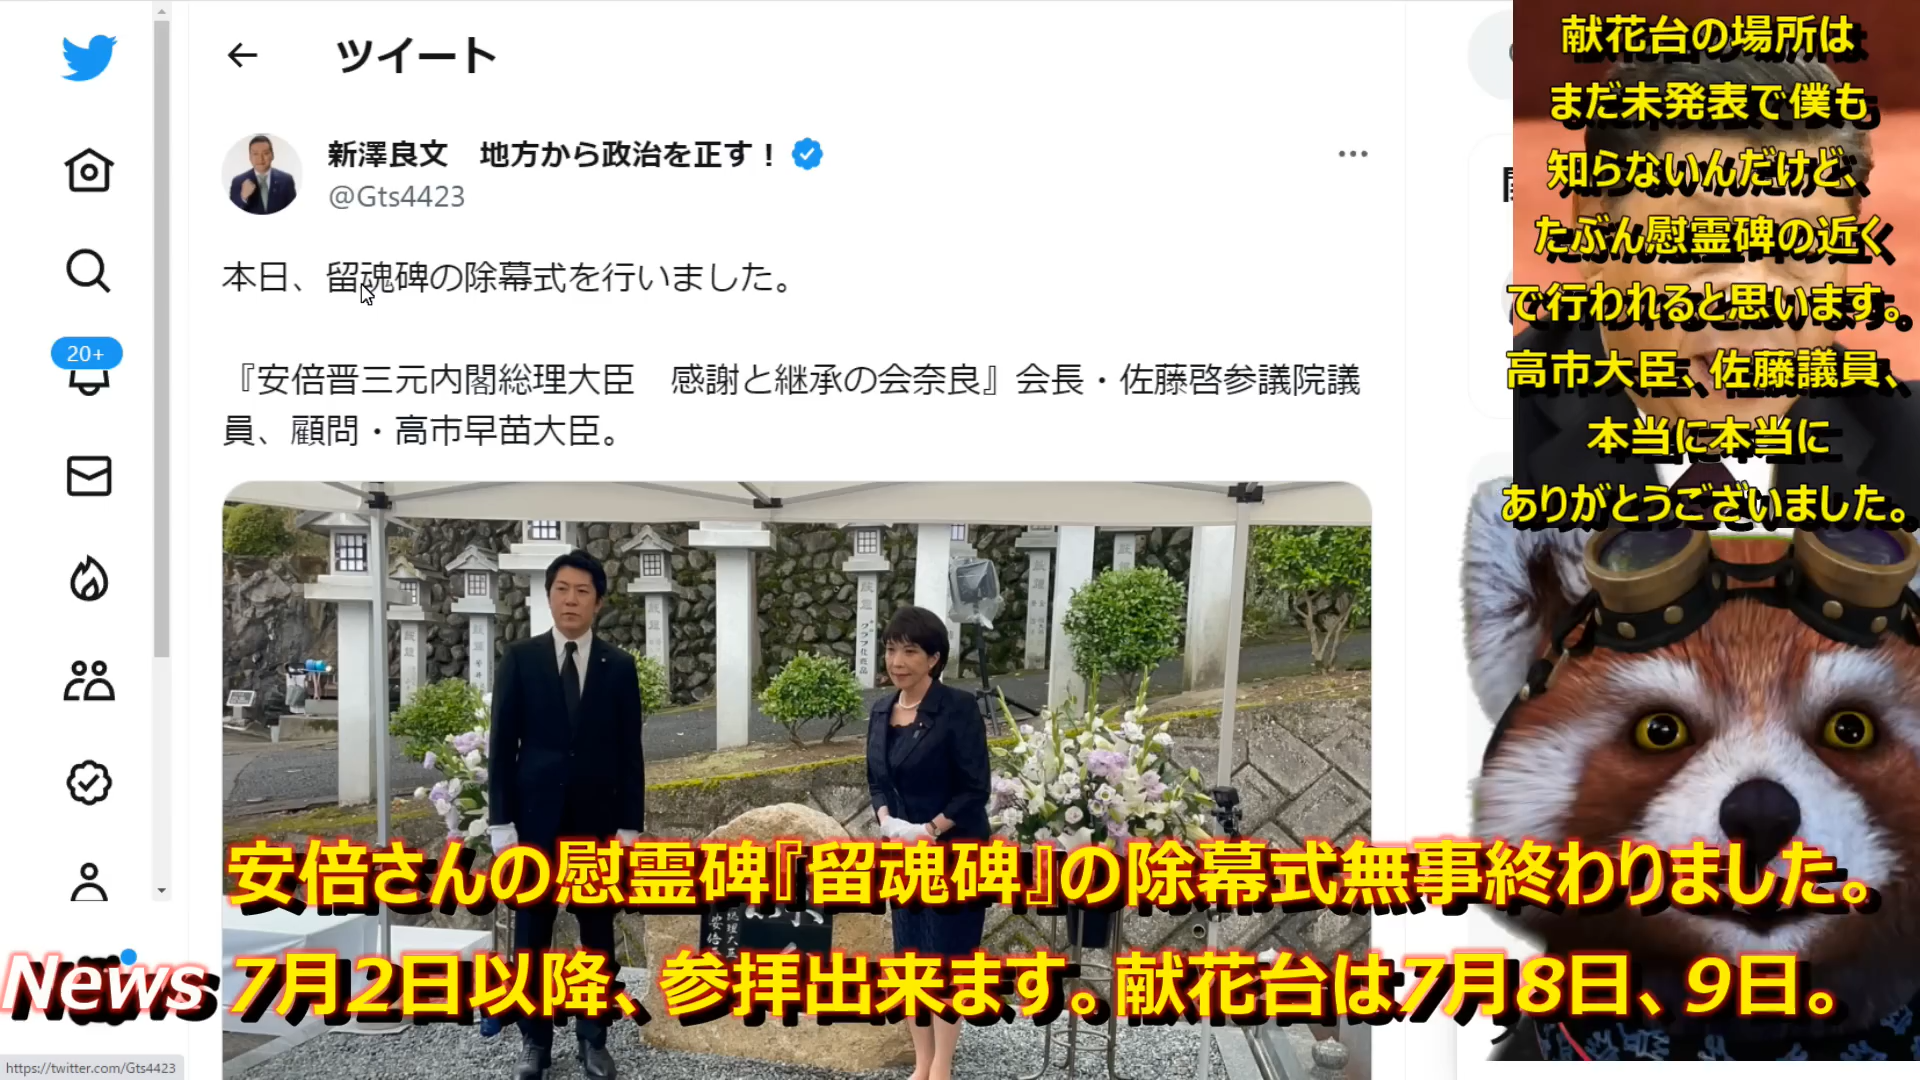 ツイート
新澤良文　地方から政治を正す！
@Gts4423
本日、留魂碑の除幕式を行いました。
『安倍晋三元内閣総理大臣　感謝と継承の会奈良』会長・佐藤啓参議院議
員、顧問・高市早苗大臣。
20+
献花台の場所は
まだ未発表で僕も
知らないんだけど、
たぶん慰霊碑の近く
で行われると思います。
高市大臣、佐藤議員、
本当に本当に
ありがとうございました。
安倍さんの慰霊碑『留魂碑』の除幕式無事終わりました。
News
7月2日以降、参拝出来ます。献花台は7月8日、9日。
https://twitter.com/Gts4423